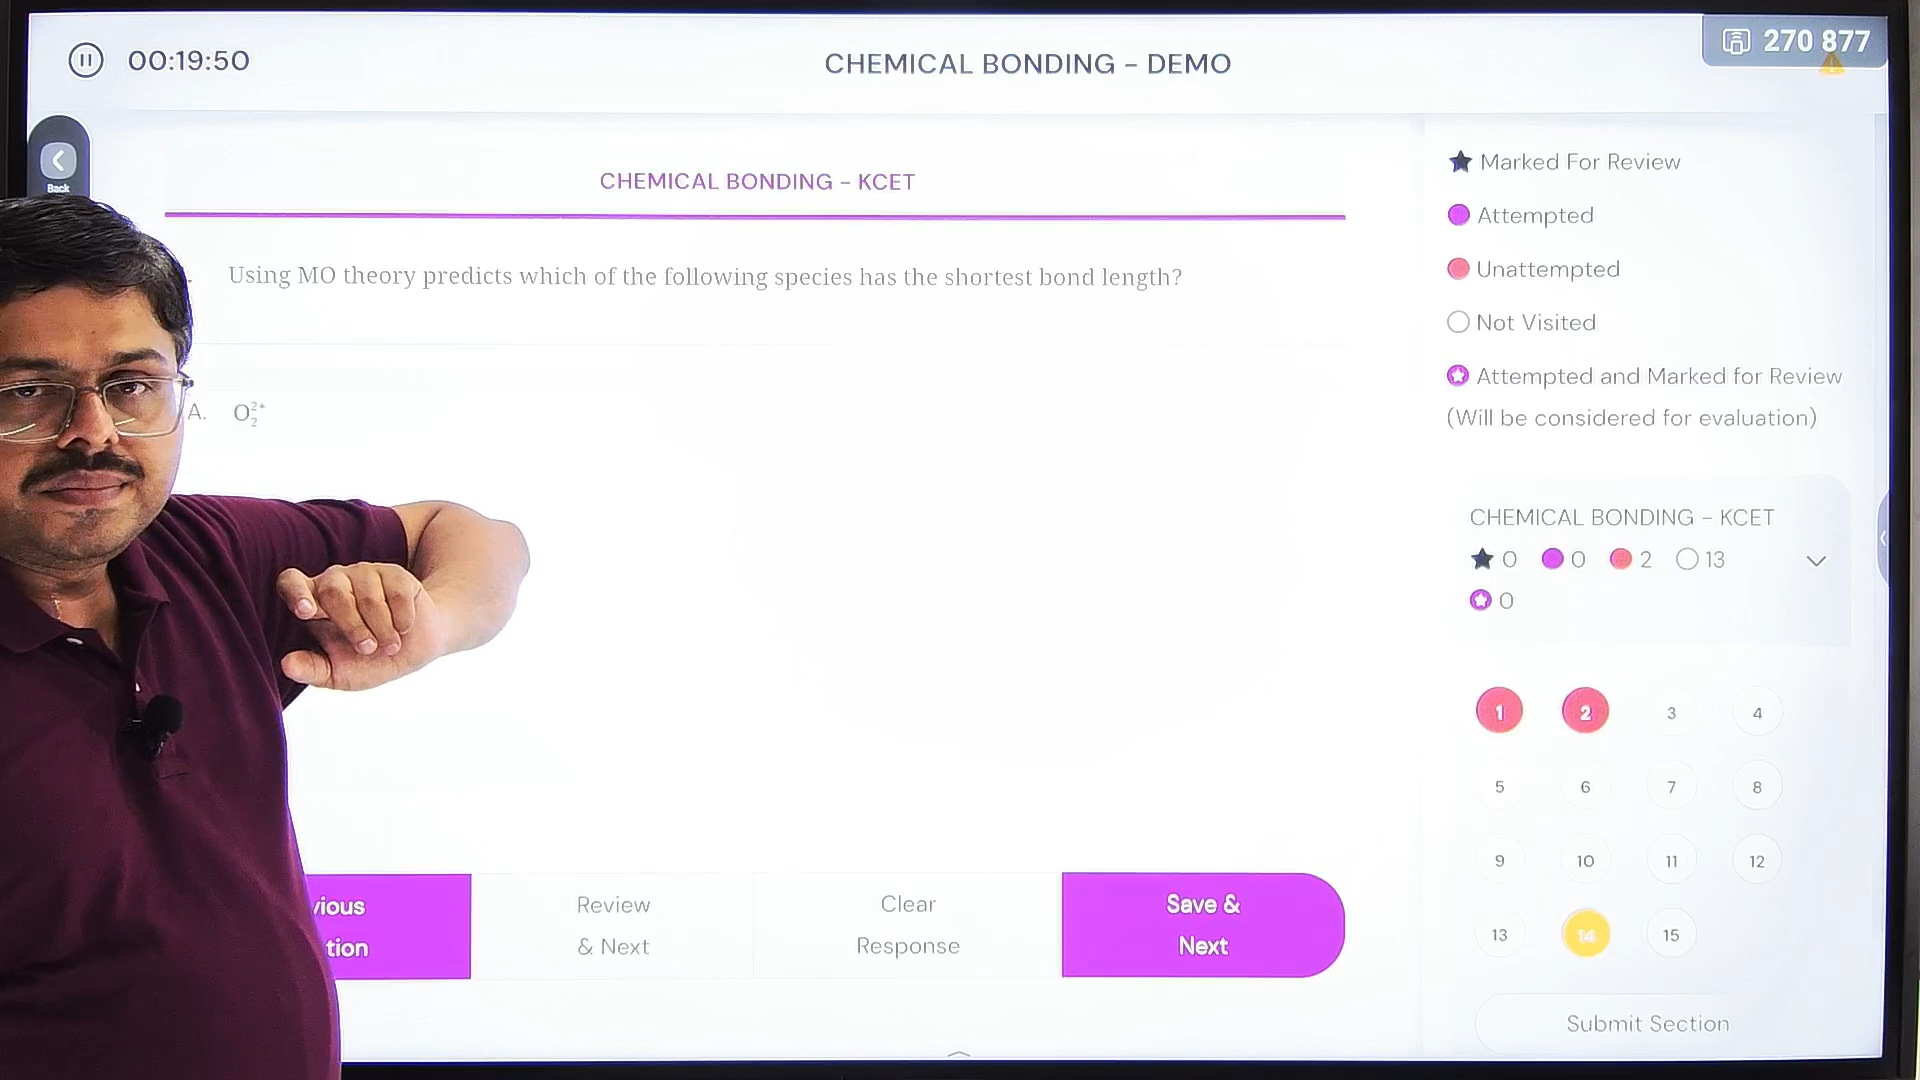 00:19:50
CHEMICAL BONDING – DEMO
270 877
Back
CHEMICAL BONDING – KCET
Using MO theory predicts which of the following species has the shortest bond length?
A. O₂²⁺
vious
tion
Review
& Next
Clear
Response
Save &
Next
Marked For Review
Attempted
Unattempted
Not Visited
Attempted and Marked for Review
(Will be considered for evaluation)
CHEMICAL BONDING – KCET
0 0 2 13
0
1 2 3 4
5 6 7 8
9 10 11 12
13 14 15
Submit Section